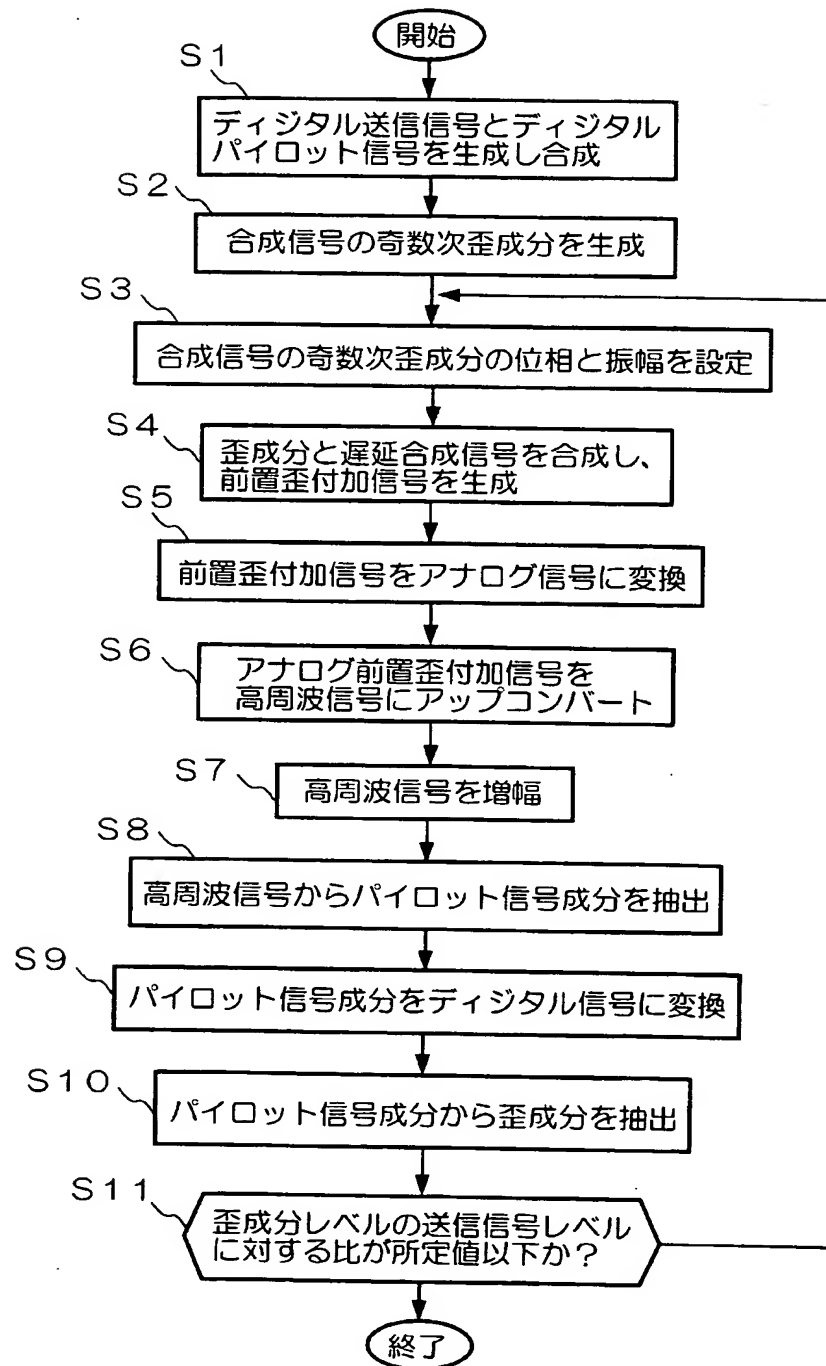 開始
S1
ディジタル送信信号とディジタル
パイロット信号を生成し合成
S2
合成信号の奇数次歪成分を生成
S3
合成信号の奇数次歪成分の位相と振幅を設定
S4
歪成分と遅延合成信号を合成し、
前置歪付加信号を生成
S5
前置歪付加信号をアナログ信号に変換
S6
アナログ前置歪付加信号を
高周波信号にアップコンバート
S7
高周波信号を増幅
S8
高周波信号からパイロット信号成分を抽出
S9
パイロット信号成分をディジタル信号に変換
S10
パイロット信号成分から歪成分を抽出
S11
歪成分レベルの送信信号レベル
に対する比が所定値以下か？
終了